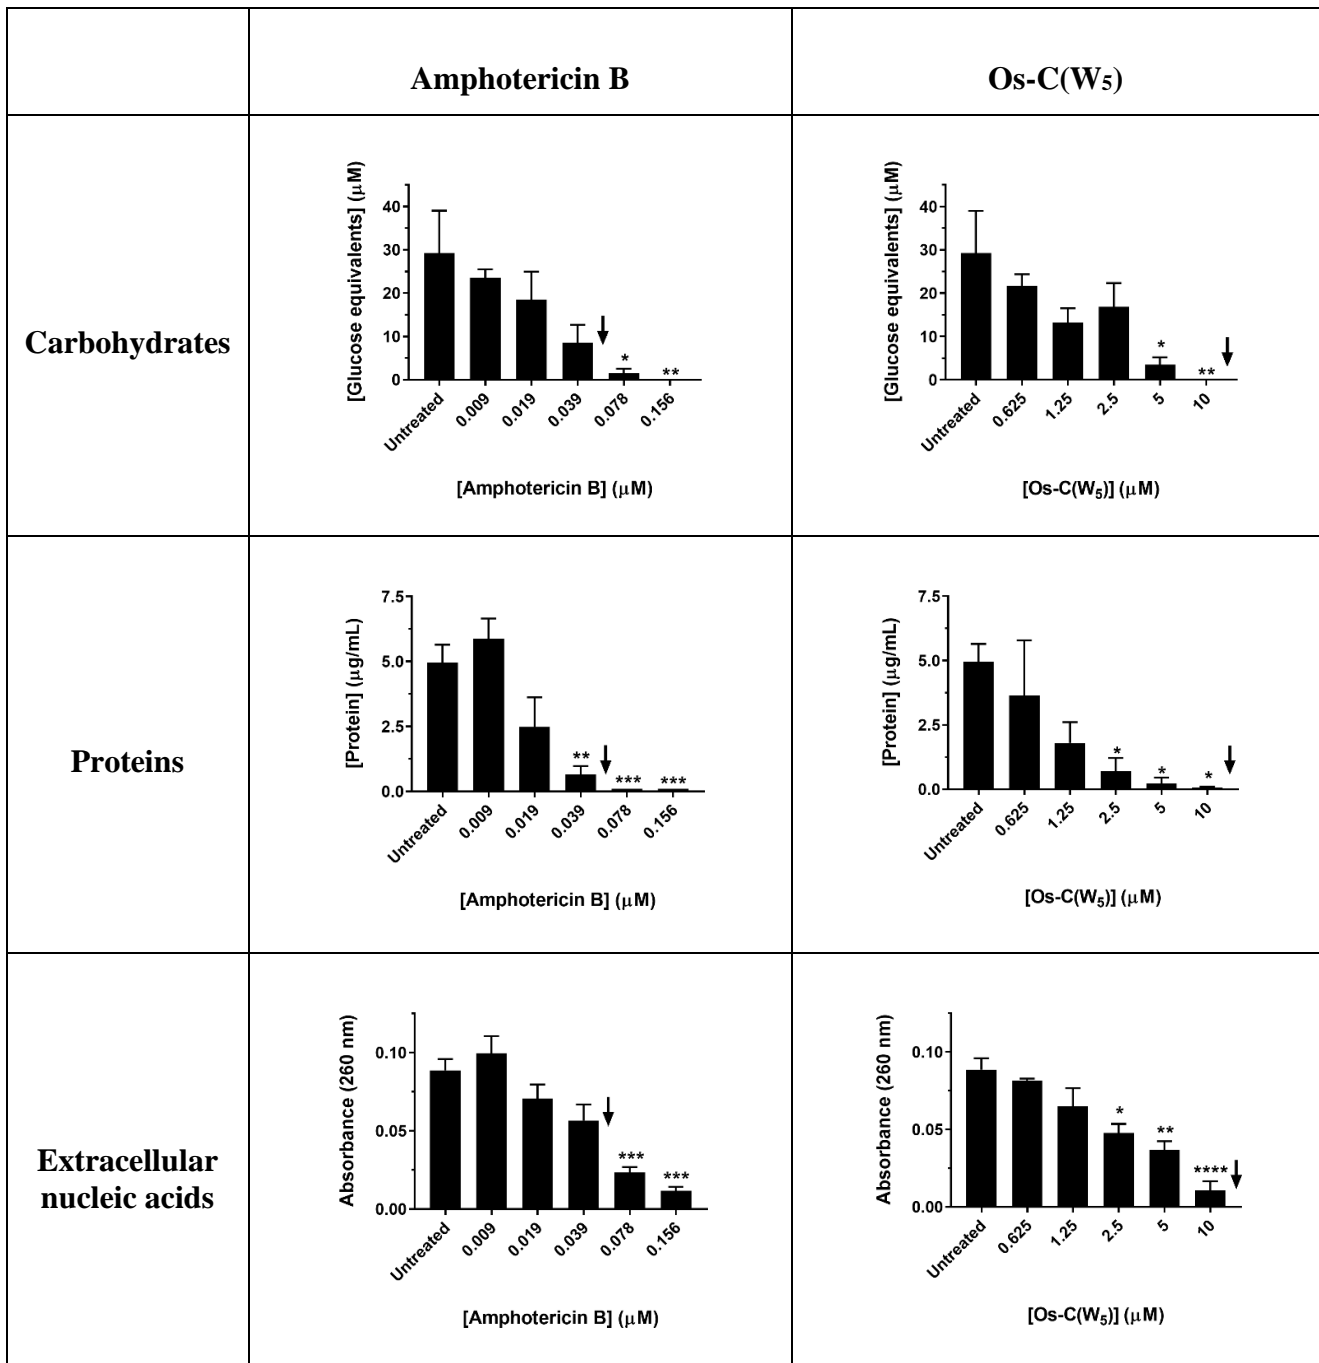 Amphotericin B
Os-C(W₅)
Carbohydrates
[Glucose equivalents] (μM)
40
30
20
10
0
*
**
Untreated
0.009
0.019
0.039
0.078
0.156
[Amphotericin B] (μM)
[Glucose equivalents] (μM)
40
30
20
10
0
*
**
Untreated
0.625
1.25
2.5
5
10
[Os-C(W₅)] (μM)
Proteins
[Protein] (μg/mL)
7.5
5.0
2.5
0.0
**
***
***
Untreated
0.009
0.019
0.039
0.078
0.156
[Amphotericin B] (μM)
[Protein] (μg/mL)
7.5
5.0
2.5
0.0
*
*
*
Untreated
0.625
1.25
2.5
5
10
[Os-C(W₅)] (μM)
Extracellular
nucleic acids
Absorbance (260 nm)
0.10
0.05
0.00
***
***
Untreated
0.009
0.019
0.039
0.078
0.156
[Amphotericin B] (μM)
Absorbance (260 nm)
0.10
0.05
0.00
*
**
****
Untreated
0.625
1.25
2.5
5
10
[Os-C(W₅)] (μM)